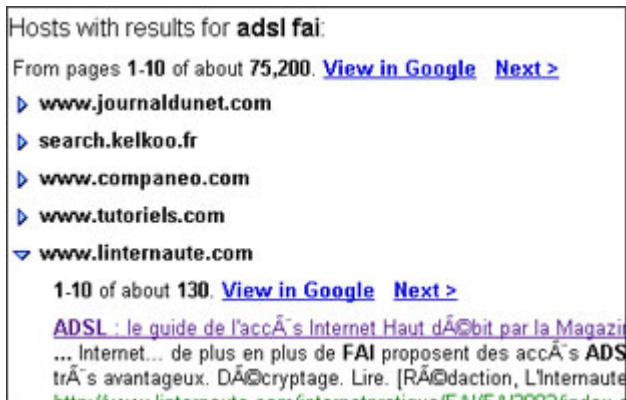 Hosts with results for adsl fai:
From pages 1-10 of about 75,200. View in Google Next >
www.journaldunet.com
search.kelkoo.fr
www.companeo.com
www.tutoriels.com
www.linternaute.com
1-10 of about 130. View in Google Next >
ADSL : le guide de l'accÃ¨s Internet Haut dÃ©bit par la Magazin
... Internet... de plus en plus de FAI proposent des accÃ¨s ADS
trÃ¨s avantageux. DÃ©cryptage. Lire. [RÃ©daction, L'Internaute